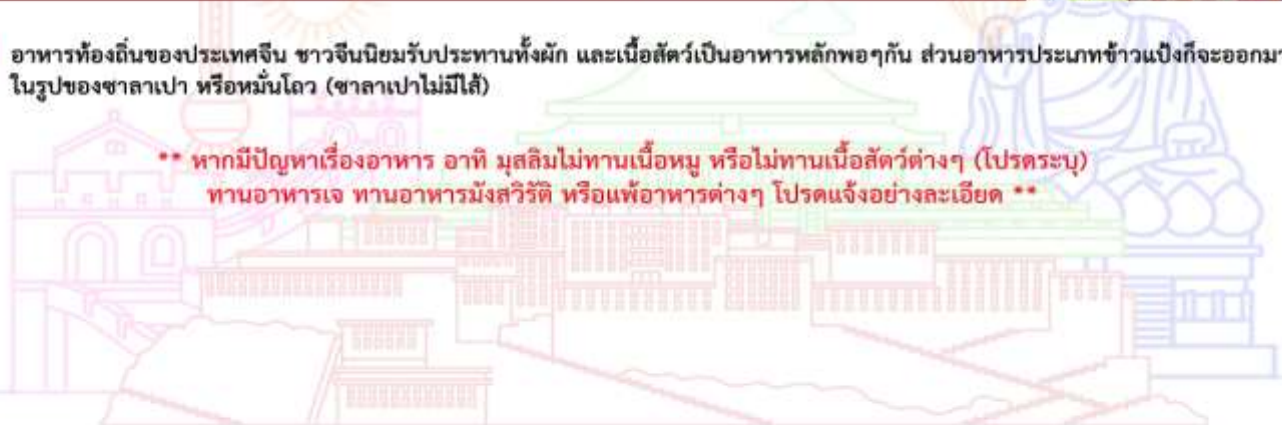 อาหารท้องถิ่นของประเทศจีน ชาวจีนนิยมรับประทานทั้งผัก และเนื้อสัตว์เป็นอาหารหลักพอๆกัน ส่วนอาหารประเภทข้าวแป้งก็จะออกมา
ในรูปของซาลาเปา หรือหมั่นโถว (ซาลาเปาไม่มีไส้)
** หากมีปัญหาเรื่องอาหาร อาทิ มุสลิมไม่ทานเนื้อหมู หรือไม่ทานเนื้อสัตว์ต่างๆ (โปรดระบุ)
ทานอาหารเจ ทานอาหารมังสวิรัติ หรือแพ้อาหารต่างๆ โปรดแจ้งอย่างละเอียด **